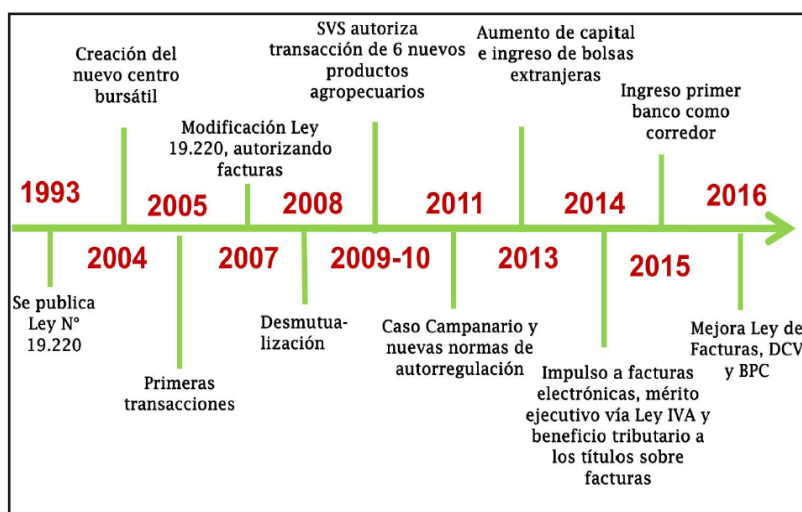 Creación del
nuevo centro
bursátil
SVS autoriza
transacción de 6 nuevos
productos
agropecuarios
Aumento de capital
e ingreso de bolsas
extranjeras
Modificación Ley
19.220, autorizando
facturas
Ingreso primer
banco como
corredor
1993
2005
2008
2011
2014
2016
2004
2007
2009-10
2013
2015
Se publica
Ley N°
19.220
Primeras
transacciones
Desmutua-
lización
Caso Campanario y
nuevas normas de
autorregulación
Impulso a facturas
electrónicas, mérito
ejecutivo vía Ley IVA y
beneficio tributario a
los títulos sobre
facturas
Mejora Ley de
Facturas, DCV
y BPC